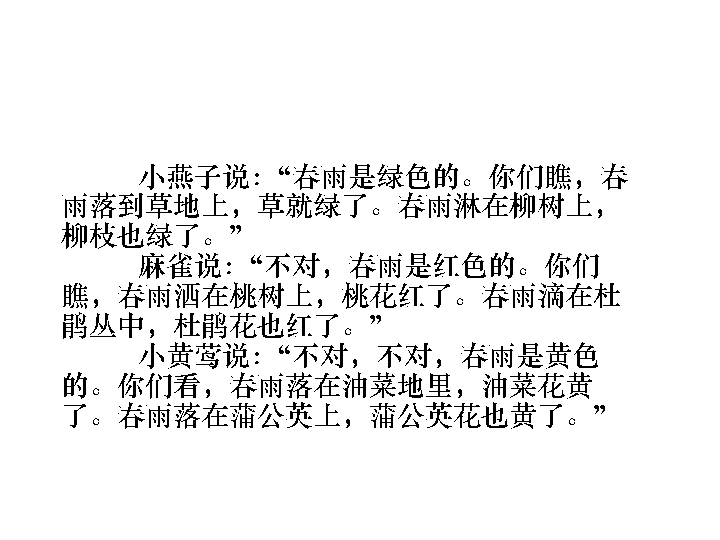 小燕子说：“春雨是绿色的。你们瞧，春
雨落到草地上，草就绿了。春雨淋在柳树上，
柳枝也绿了。”
麻雀说：“不对，春雨是红色的。你们
瞧，春雨洒在桃树上，桃花红了。春雨滴在杜
鹃丛中，杜鹃花也红了。”
小黄莺说：“不对，不对，春雨是黄色
的。你们看，春雨落在油菜地里，油菜花黄
了。春雨落在蒲公英上，蒲公英花也黄了。”